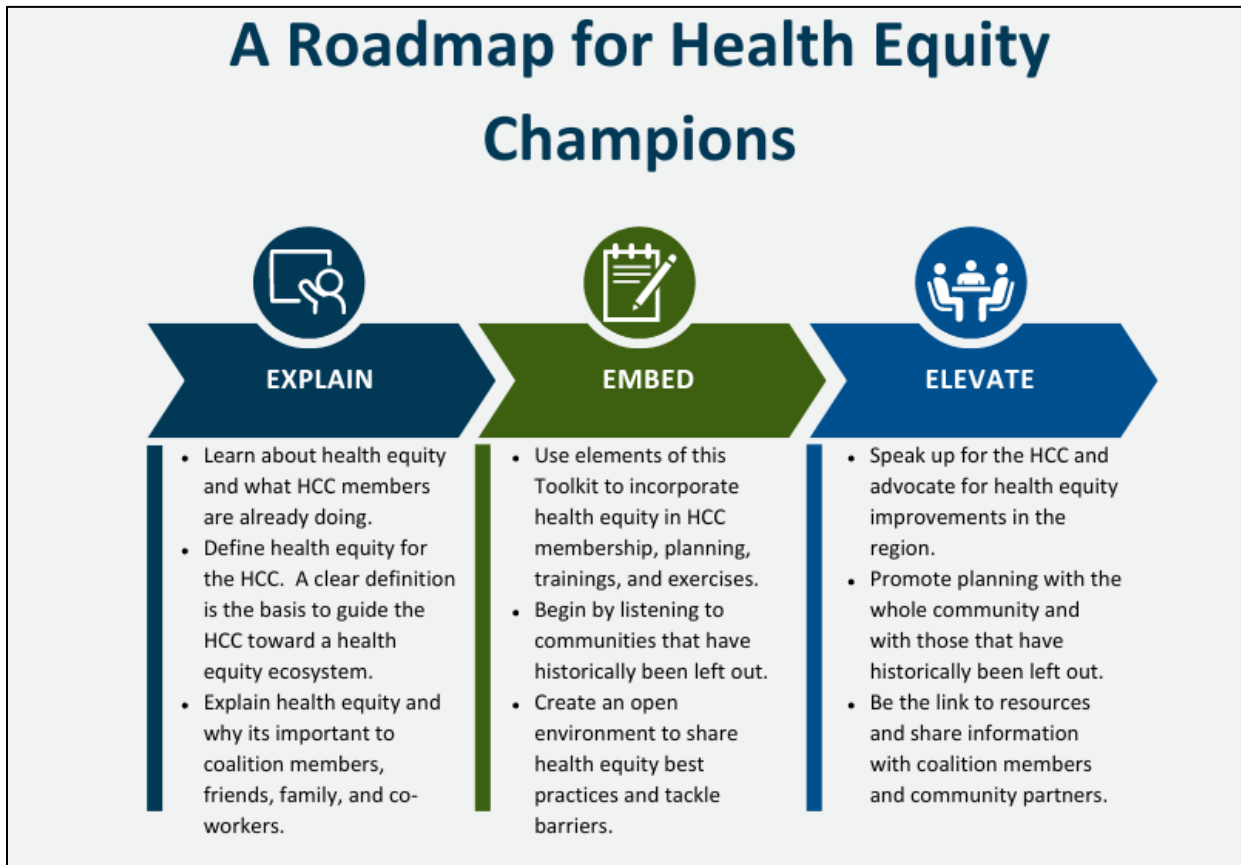 A Roadmap for Health Equity
Champions
EXPLAIN
Learn about health equity
and what HCC members
are already doing.
Define health equity for
the HCC.  A clear definition
is the basis to guide the
HCC toward a health
equity ecosystem.
Explain health equity and
why its important to
coalition members,
friends, family, and co-
workers.
EMBED
Use elements of this
Toolkit to incorporate
health equity in HCC
membership, planning,
trainings, and exercises.
Begin by listening to
communities that have
historically been left out.
Create an open
environment to share
health equity best
practices and tackle
barriers.
ELEVATE
Speak up for the HCC and
advocate for health equity
improvements in the
region.
Promote planning with the
whole community and
with those that have
historically been left out.
Be the link to resources
and share information
with coalition members
and community partners.